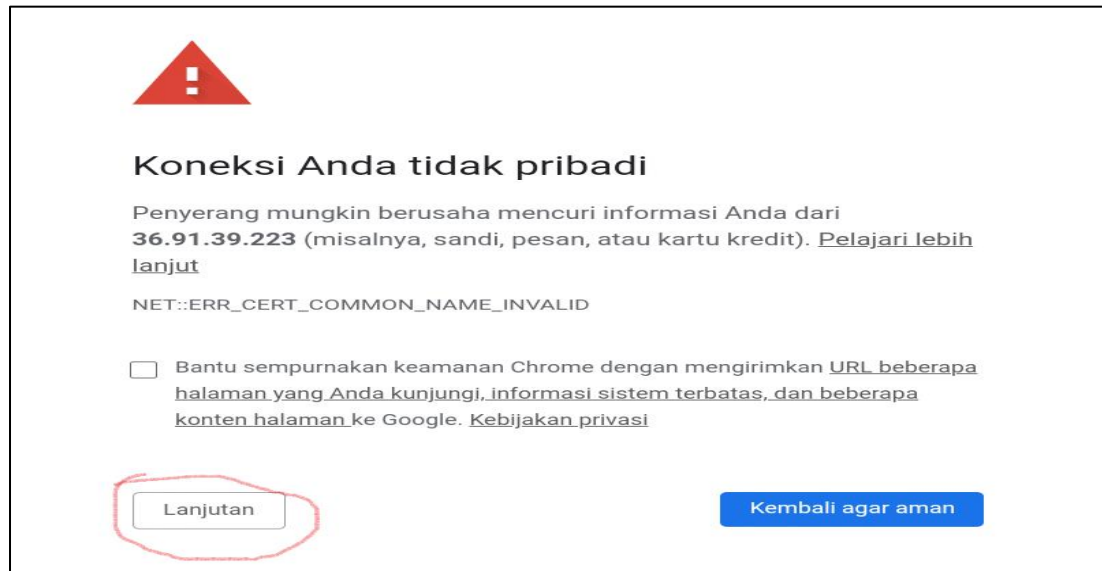 Koneksi Anda tidak pribadi
Penyerang mungkin berusaha mencuri informasi Anda dari
36.91.39.223 (misalnya, sandi, pesan, atau kartu kredit). Pelajari lebih
lanjut
NET::ERR_CERT_COMMON_NAME_INVALID
Bantu sempurnakan keamanan Chrome dengan mengirimkan URL beberapa
halaman yang Anda kunjungi, informasi sistem terbatas, dan beberapa
konten halaman ke Google. Kebijakan privasi
Lanjutan
Kembali agar aman